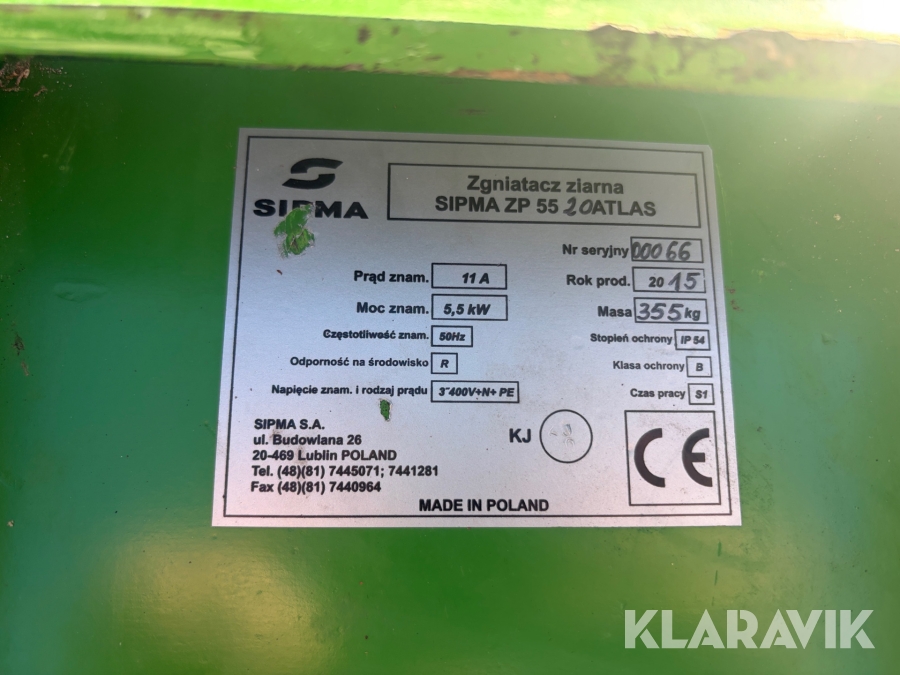 SIPMA
Zgniatacz ziarna
SIPMA ZP 55 20 ATLAS
Nr seryjny 00066
Prąd znam. 11 A
Rok prod. 2015
Moc znam. 5,5 kW
Masa 355 kg
Częstotliwość znam. 50Hz
Stopień ochrony IP 54
Odporność na środowisko R
Klasa ochrony B
Napięcie znam. i rodzaj prądu 3~400V+N+ PE
Czas pracy S1
SIPMA S.A.
ul. Budowlana 26
20-469 Lublin POLAND
Tel. (48)(81) 7445071; 7441281
Fax (48)(81) 7440964
KJ
CE
MADE IN POLAND
KLARAVIK